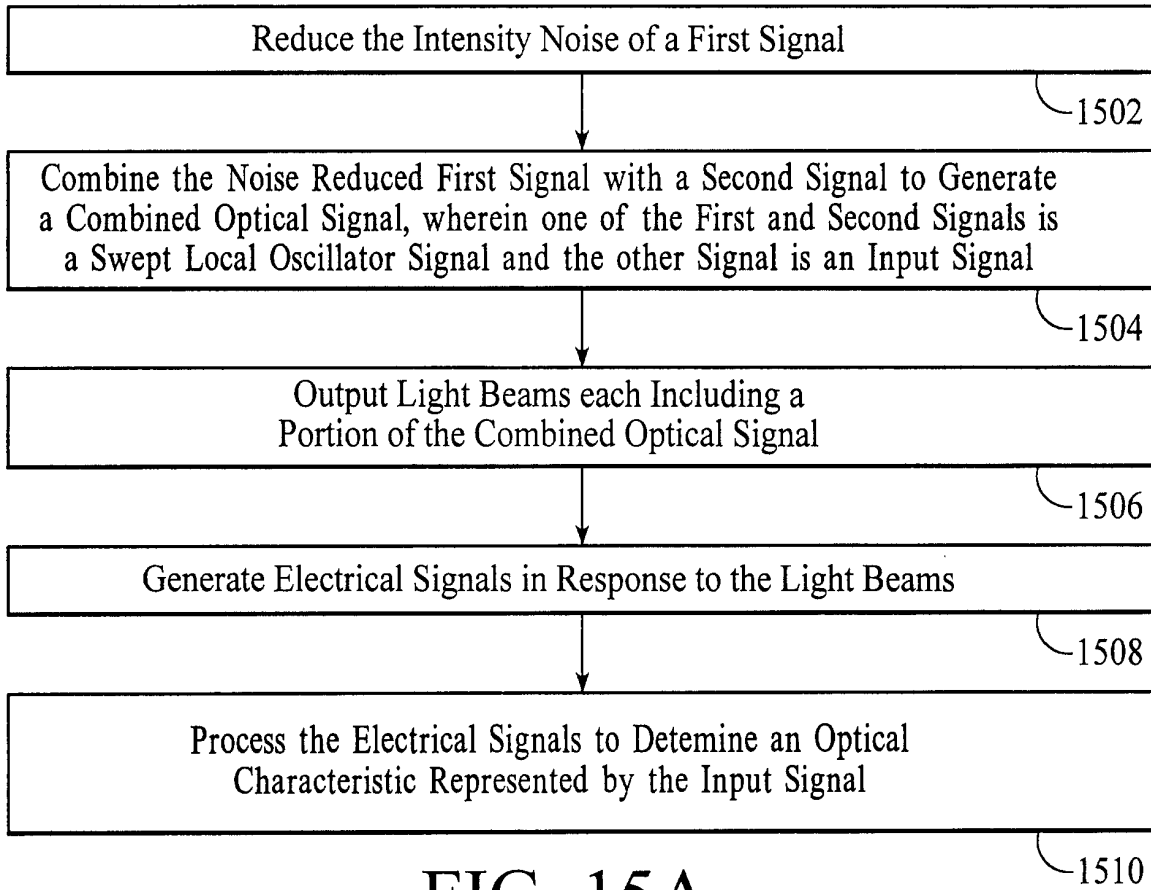 Reduce the Intensity Noise of a First Signal
1502
Combine the Noise Reduced First Signal with a Second Signal to Generate
a Combined Optical Signal, wherein one of the First and Second Signals is
a Swept Local Oscillator Signal and the other Signal is an Input Signal
1504
Output Light Beams each Including a
Portion of the Combined Optical Signal
1506
Generate Electrical Signals in Response to the Light Beams
1508
Process the Electrical Signals to Detemine an Optical
Characteristic Represented by the Input Signal
1510
FIG. 15A